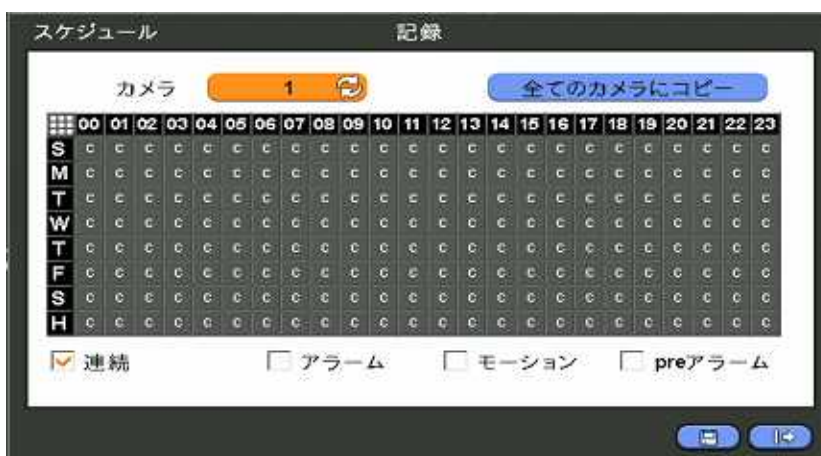 スケジュール 記録
カメラ 1 全てのカメラにコピー
00 01 02 03 04 05 06 07 08 09 10 11 12 13 14 15 16 17 18 19 20 21 22 23
S c c c c c c c c c c c c c c c c c c c c c c c c
M c c c c c c c c c c c c c c c c c c c c c c c c
T c c c c c c c c c c c c c c c c c c c c c c c c
W c c c c c c c c c c c c c c c c c c c c c c c c
T c c c c c c c c c c c c c c c c c c c c c c c c
F c c c c c c c c c c c c c c c c c c c c c c c c
S c c c c c c c c c c c c c c c c c c c c c c c c
H c c c c c c c c c c c c c c c c c c c c c c c c
連続 アラーム モーション preアラーム